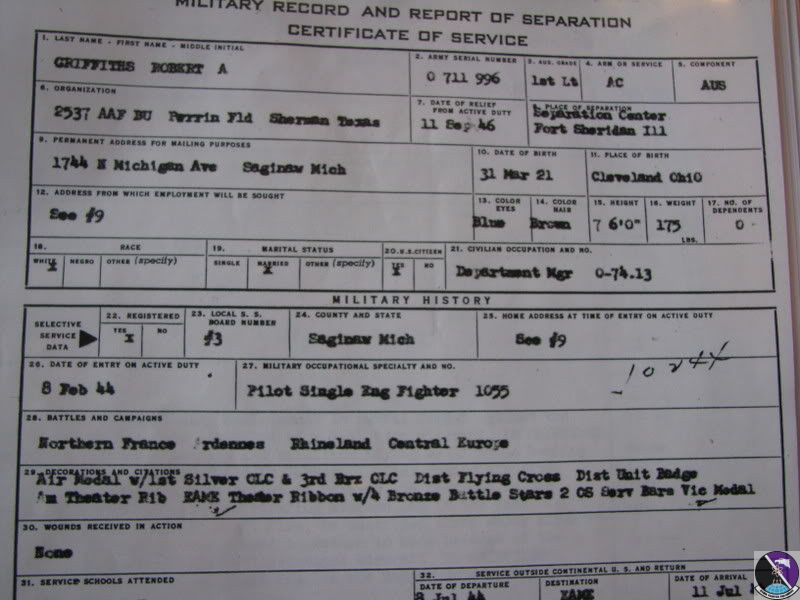 MILITARY RECORD AND REPORT OF SEPARATION
CERTIFICATE OF SERVICE
1. LAST NAME - FIRST NAME - MIDDLE INITIAL
GRIFFITHS ROBERT A
2. ARMY SERIAL NUMBER
0 711 996
3. AUS. GRADE
1st Lt
4. ARM OR SERVICE
AC
5. COMPONENT
AUS
6. ORGANIZATION
2537 AAF BU Perrin Fld Sherman Texas
7. DATE OF RELIEF FROM ACTIVE DUTY
11 Sep 46
8. PLACE OF SEPARATION
Separation Center
Fort Sheridan Ill
9. PERMANENT ADDRESS FOR MAILING PURPOSES
1744 N Michigan Ave Saginaw Mich
10. DATE OF BIRTH
31 Mar 21
11. PLACE OF BIRTH
Cleveland Ohio
12. ADDRESS FROM WHICH EMPLOYMENT WILL BE SOUGHT
See #9
13. COLOR EYES
Blue
14. COLOR HAIR
Brown
15. HEIGHT
6'0"
16. WEIGHT
175 LBS.
17. NO. OF DEPENDENTS
0
18. RACE
WHITE X NEGRO OTHER (specify)
19. MARITAL STATUS
SINGLE MARRIED X OTHER (specify)
20. U.S. CITIZEN
YES X NO
21. CIVILIAN OCCUPATION AND NO.
Department Mgr 0-74.13
MILITARY HISTORY
SELECTIVE SERVICE DATA
22. REGISTERED
YES X NO
23. LOCAL S. S. BOARD NUMBER
#3
24. COUNTY AND STATE
Saginaw Mich
25. HOME ADDRESS AT TIME OF ENTRY ON ACTIVE DUTY
See #9
26. DATE OF ENTRY ON ACTIVE DUTY
8 Feb 44
27. MILITARY OCCUPATIONAL SPECIALTY AND NO.
Pilot Single Eng Fighter 1055
28. BATTLES AND CAMPAIGNS
Northern France Ardennes Rhineland Central Europe
29. DECORATIONS AND CITATIONS
Air Medal w/1st Silver CLC & 3rd Brz CLC Dist Flying Cross Dist Unit Badge
Am Theater Rib EAME Theater Ribbon w/4 Bronze Battle Stars 2 OS Serv Bars Vic Medal
30. WOUNDS RECEIVED IN ACTION
None
31. SERVICE SCHOOLS ATTENDED
32. SERVICE OUTSIDE CONTINENTAL U. S. AND RETURN
DATE OF DEPARTURE
8 Jul 44
DESTINATION
EAME
DATE OF ARRIVAL
11 Jul